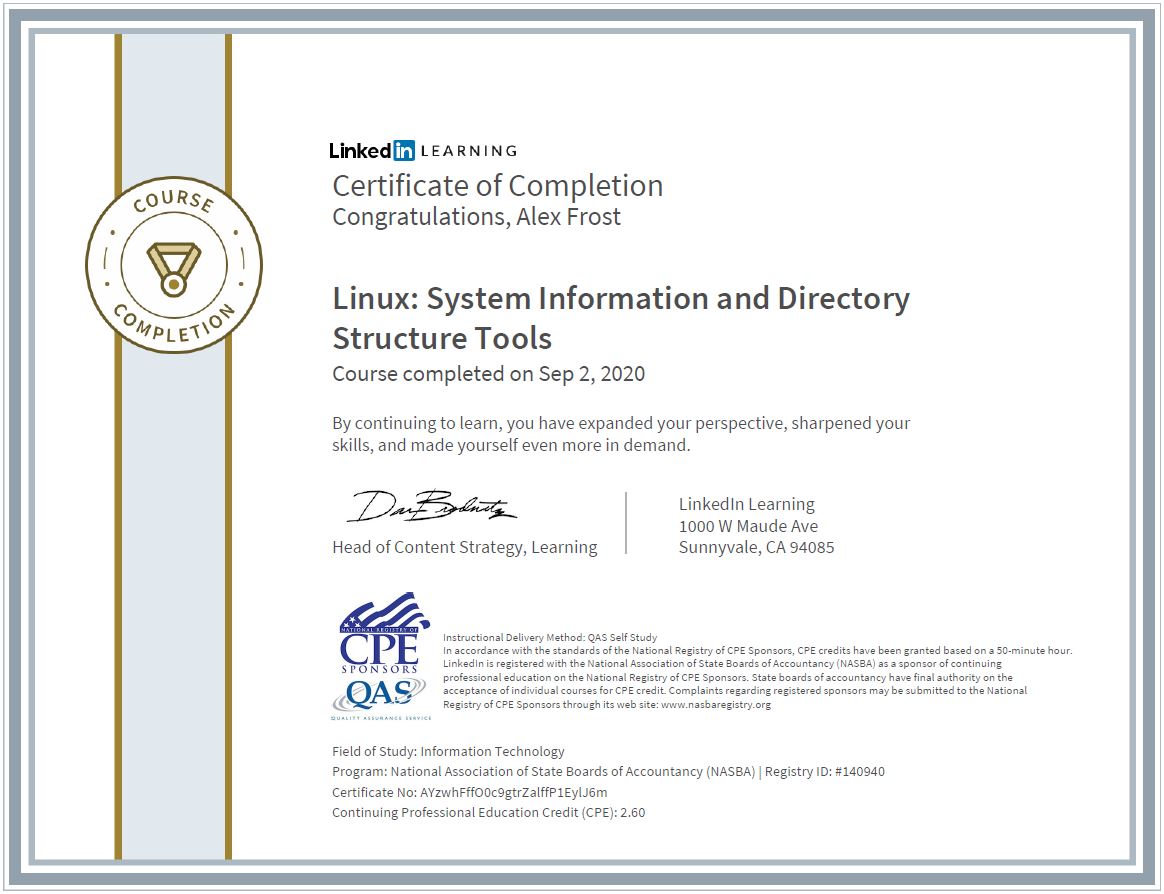 COURSE
COMPLETION
Linked in LEARNING
Certificate of Completion
Congratulations, Alex Frost
Linux: System Information and Directory
Structure Tools
Course completed on Sep 2, 2020
By continuing to learn, you have expanded your perspective, sharpened your
skills, and made yourself even more in demand.
Head of Content Strategy, Learning
LinkedIn Learning
1000 W Maude Ave
Sunnyvale, CA 94085
NATIONAL REGISTRY OF
CPE
SPONSORS
QAS
QUALITY ASSURANCE SERVICE
Instructional Delivery Method: QAS Self Study
In accordance with the standards of the National Registry of CPE Sponsors, CPE credits have been granted based on a 50-minute hour.
LinkedIn is registered with the National Association of State Boards of Accountancy (NASBA) as a sponsor of continuing
professional education on the National Registry of CPE Sponsors. State boards of accountancy have final authority on the
acceptance of individual courses for CPE credit. Complaints regarding registered sponsors may be submitted to the National
Registry of CPE Sponsors through its web site: www.nasbaregistry.org
Field of Study: Information Technology
Program: National Association of State Boards of Accountancy (NASBA) | Registry ID: #140940
Certificate No: AYzwhFffO0c9gtrZalffP1EylJ6m
Continuing Professional Education Credit (CPE): 2.60